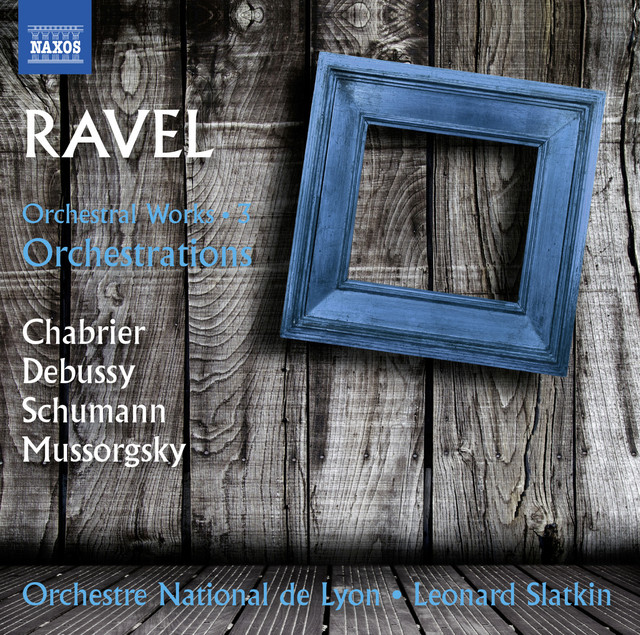 NAXOS
RAVEL
Orchestral Works • 3
Orchestrations
Chabrier
Debussy
Schumann
Mussorgsky
Orchestre National de Lyon • Leonard Slatkin